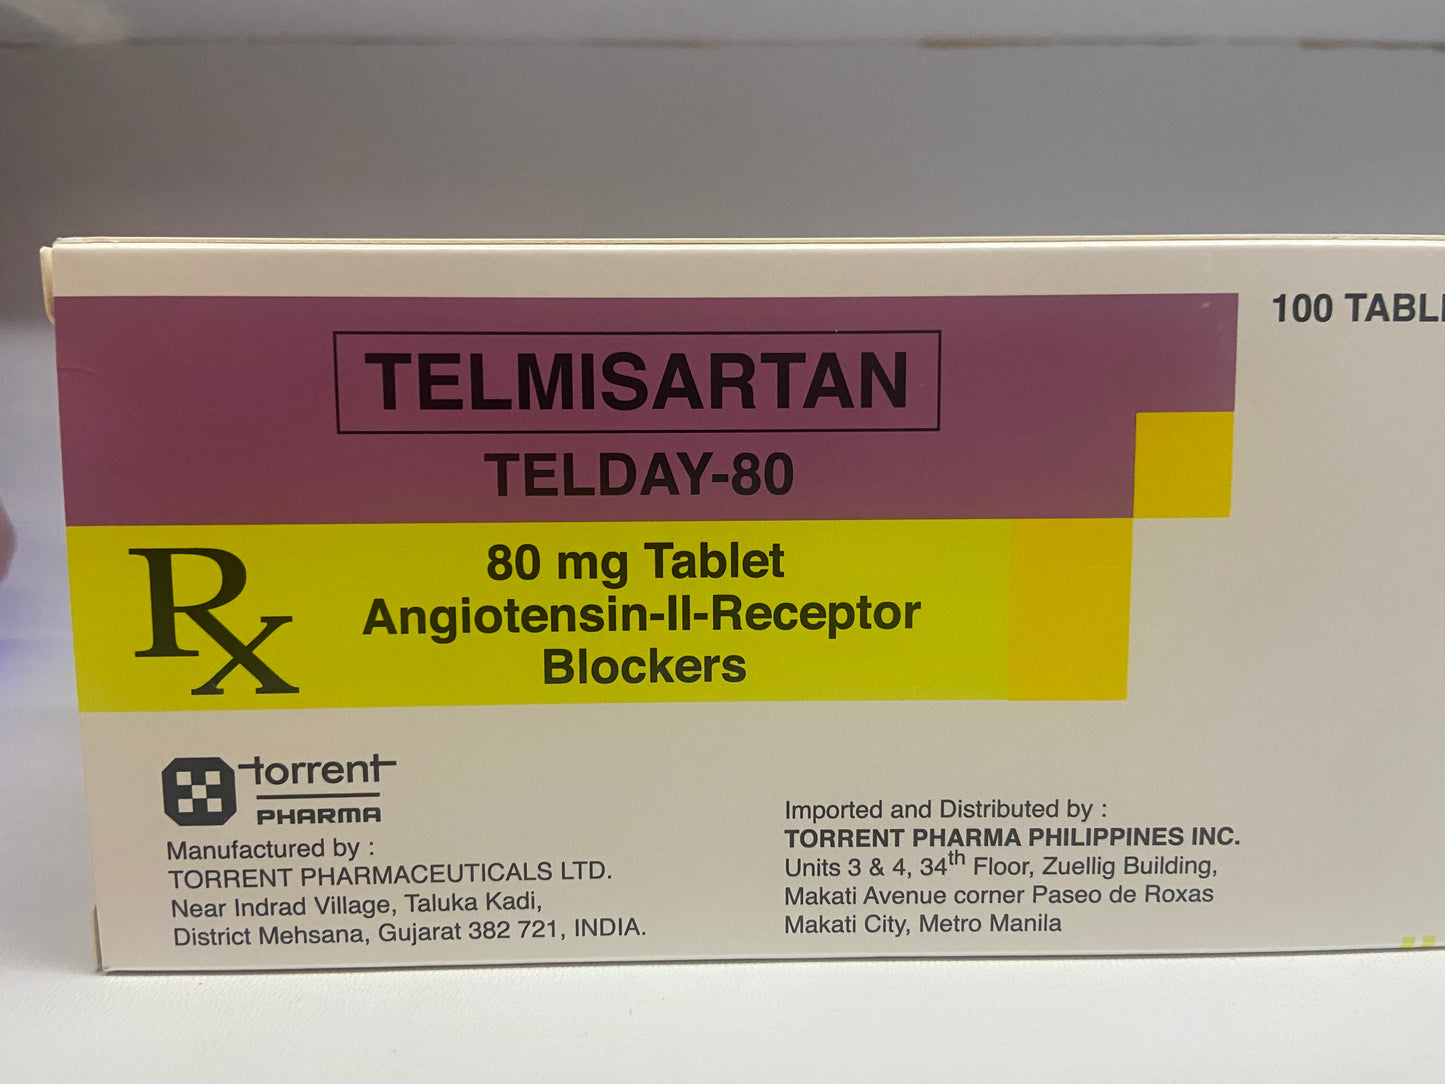 100 TABL
TELMISARTAN
TELDAY-80
Rx
80 mg Tablet
Angiotensin-II-Receptor
Blockers
torrent
PHARMA
Manufactured by :
TORRENT PHARMACEUTICALS LTD.
Near Indrad Village, Taluka Kadi,
District Mehsana, Gujarat 382 721, INDIA.
Imported and Distributed by :
TORRENT PHARMA PHILIPPINES INC.
Units 3 & 4, 34th Floor, Zuellig Building,
Makati Avenue corner Paseo de Roxas
Makati City, Metro Manila